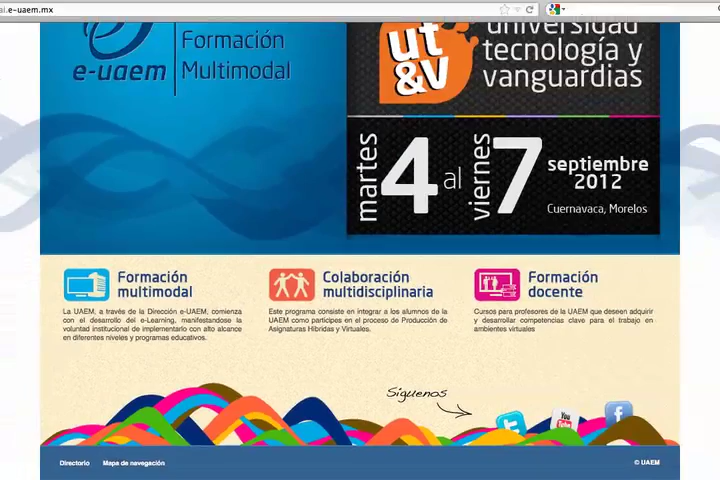 al.e-uaem.mx
e-uaem
Formación
Multimodal
ut
&v
universidad
tecnología y
vanguardias
martes
4
al
viernes
7
septiembre
2012
Cuernavaca, Morelos
Formación
multimodal
La UAEM, a través de la Dirección e-UAEM, comienza
con el desarrollo del e-Learning, manifestandose la
voluntad institucional de implementarlo con alto alcance
en diferentes niveles y programas educativos.
Colaboración
multidisciplinaria
Este programa consiste en integrar a los alumnos de la
UAEM como participes en el proceso de Producción de
Asignaturas Híbridas y Virtuales.
Formación
docente
Cursos para profesores de la UAEM que deseen adquirir
y desarrollar competencias clave para el trabajo en
ambientes virtuales
Síguenos
You
Tube
Directorio
Mapa de navegación
© UAEM